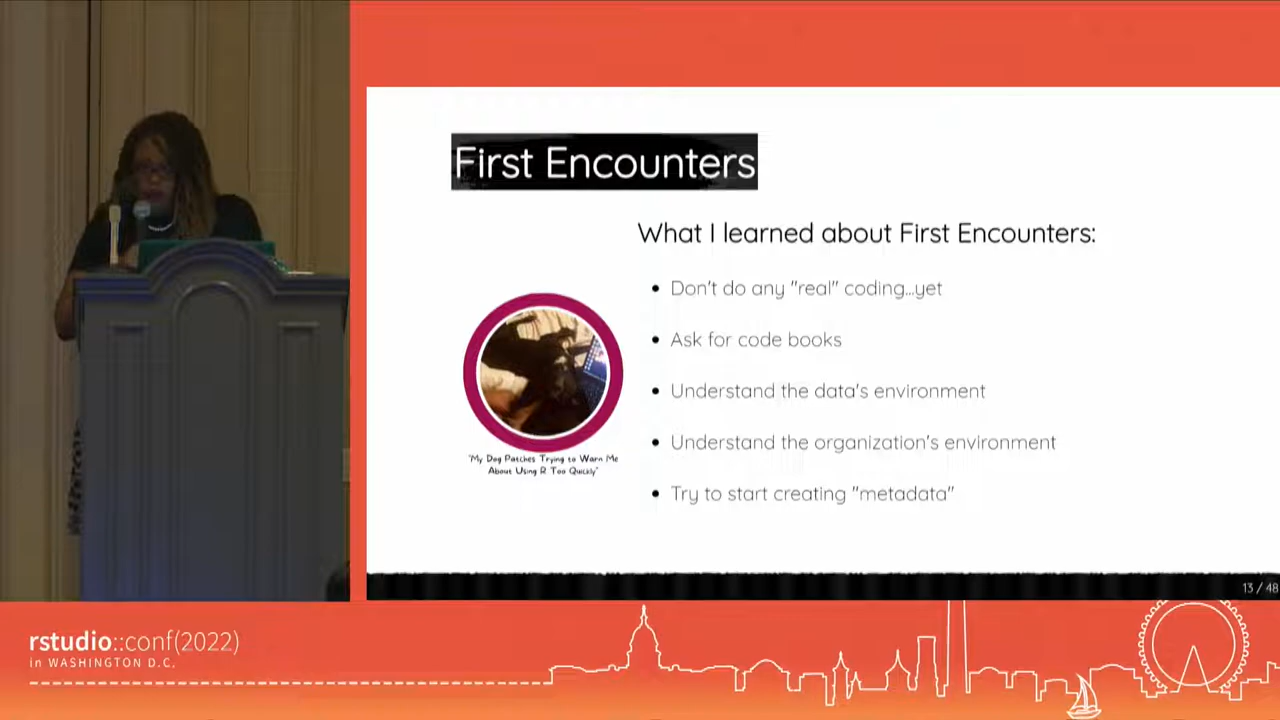 First Encounters
What I learned about First Encounters:
Don't do any "real" coding...yet
Ask for code books
Understand the data's environment
Understand the organization's environment
Try to start creating "metadata"
"My Dog Patches Trying to Warn Me
About Using R Too Quickly"
13 / 48
rstudio::conf(2022)
in WASHINGTON D.C.